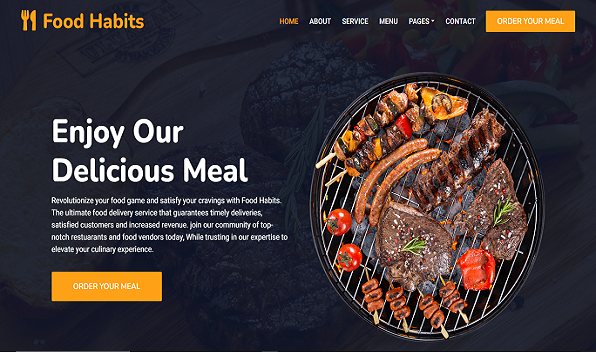 Food Habits
HOME ABOUT SERVICE MENU PAGES CONTACT ORDER YOUR MEAL
Enjoy Our
Delicious Meal
Revolutionize your food game and satisfy your cravings with Food Habits.
The ultimate food delivery service that guarantees timely deliveries,
satisfied customers and increased revenue. join our community of top-
notch restuarants and food vendors today, While trusting in our expertise to
elevate your culinary experience.
ORDER YOUR MEAL